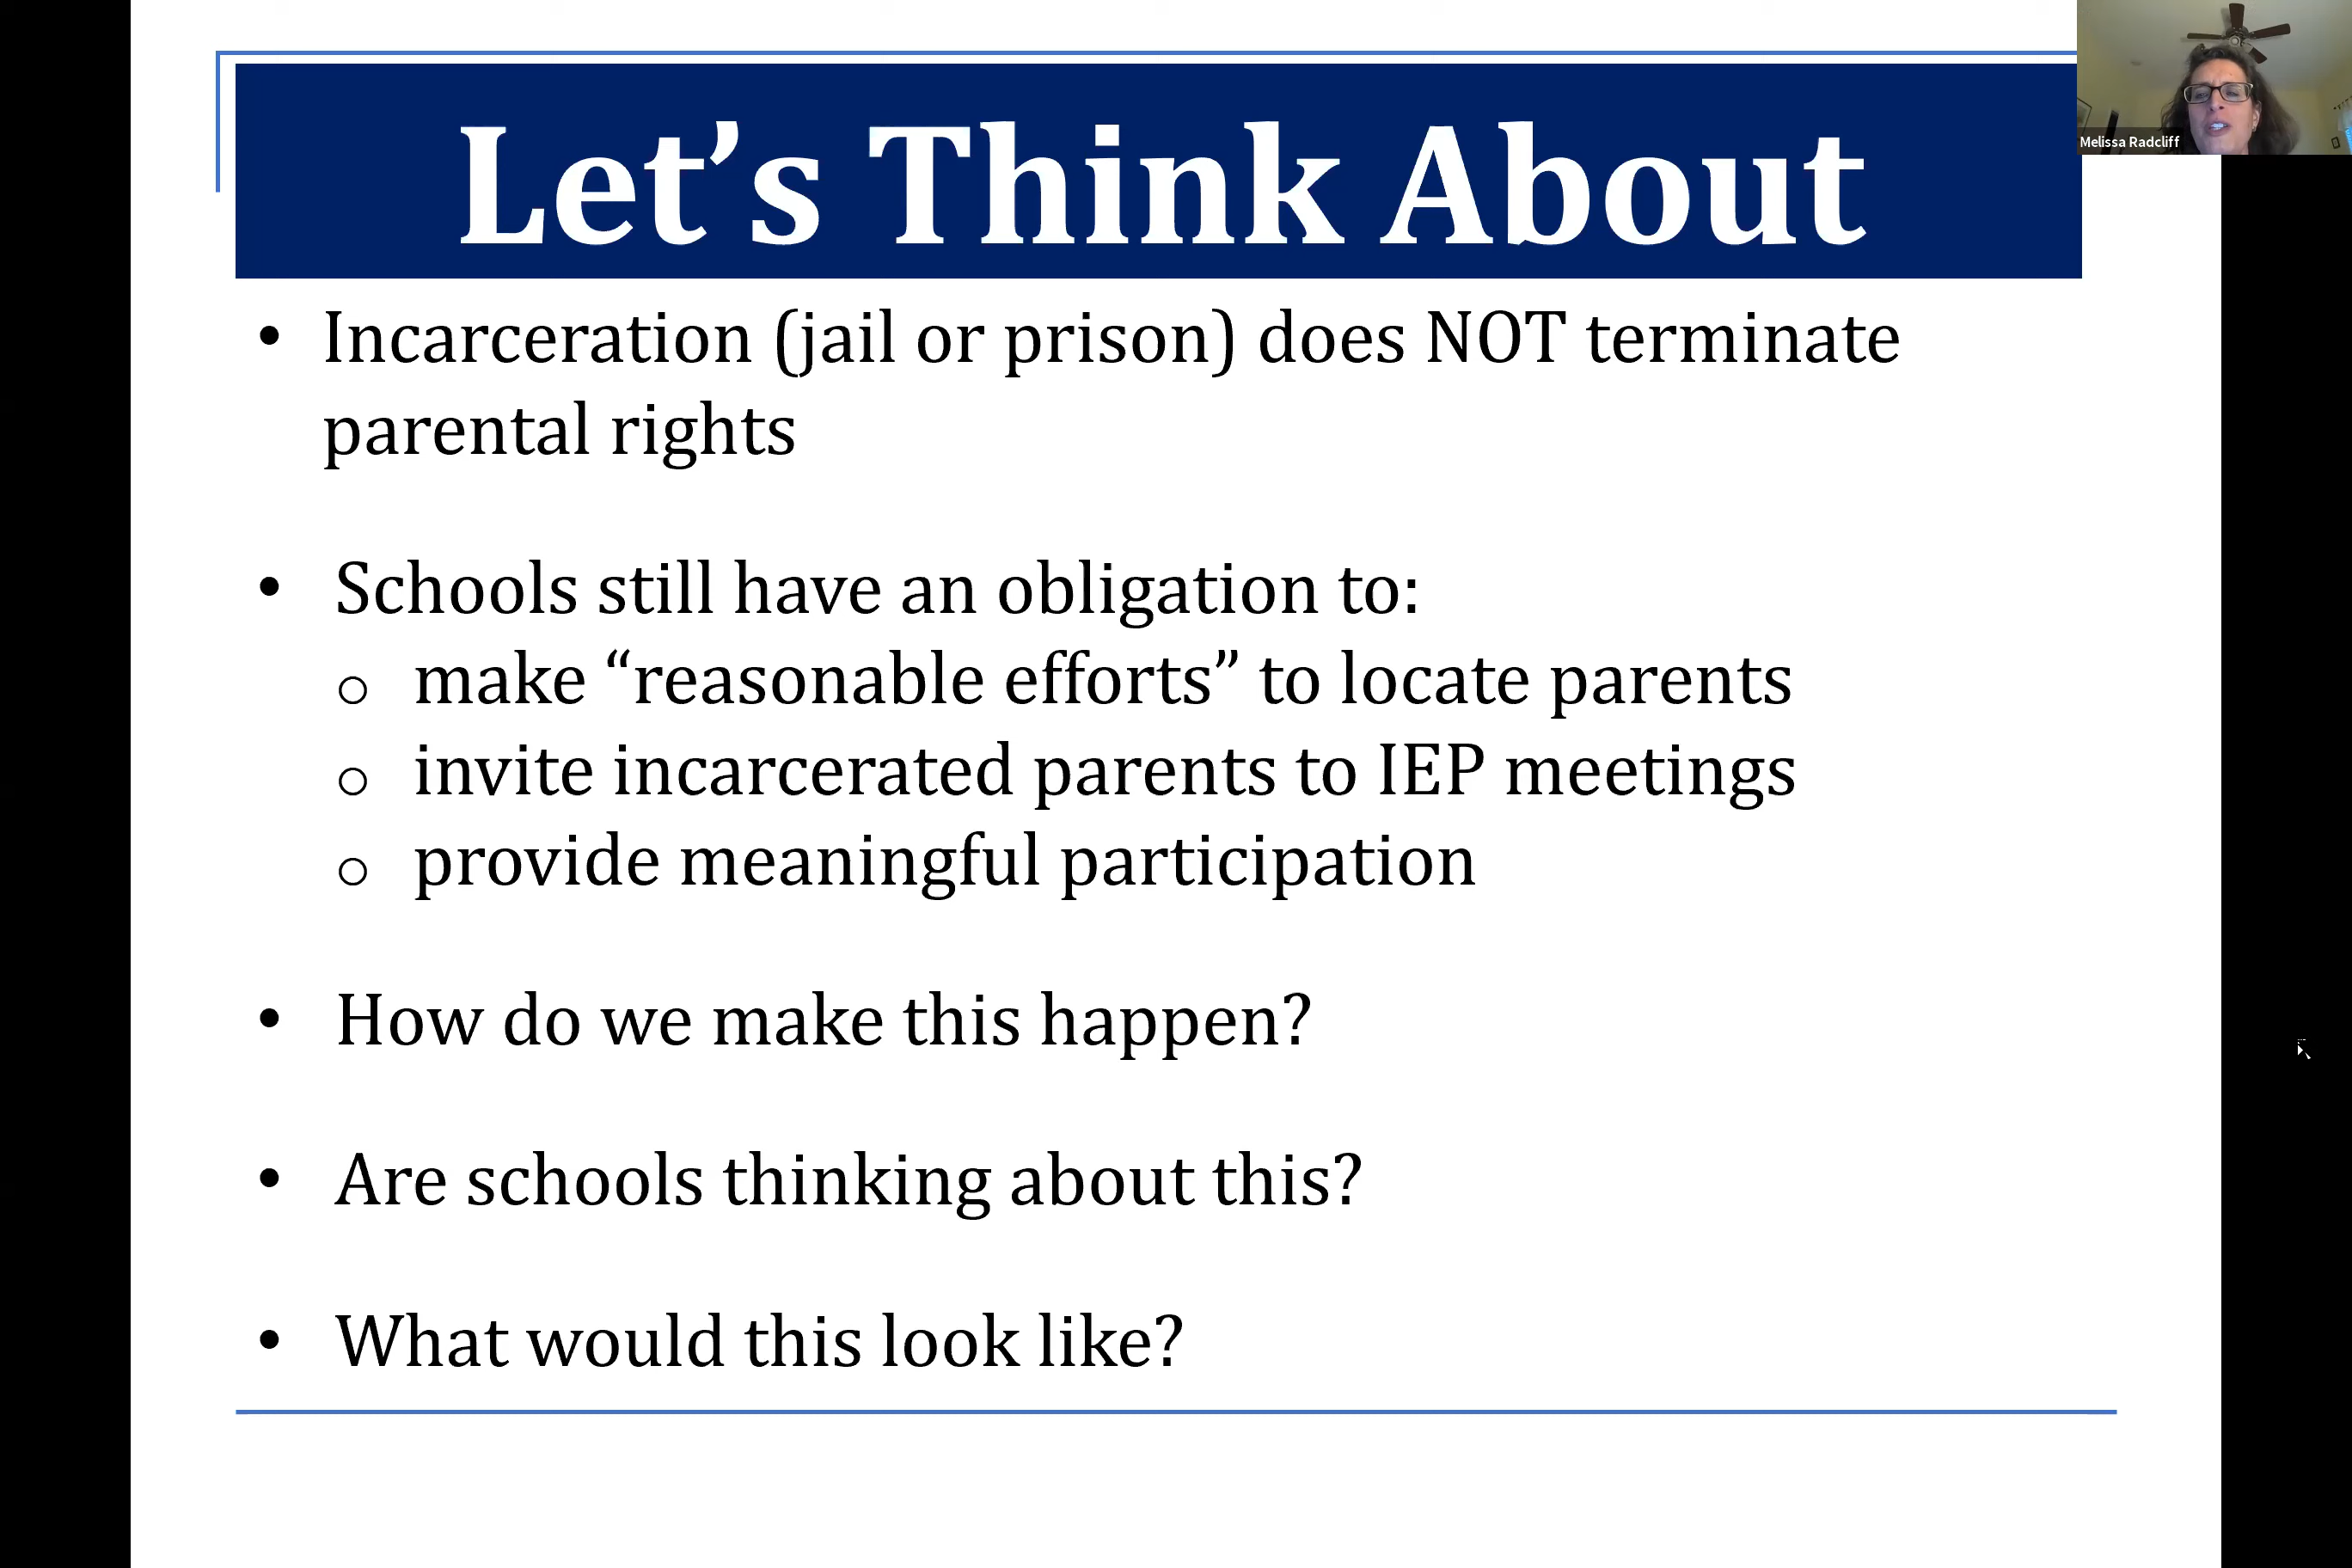 Let’s Think About
Melissa Radcliff
• Incarceration (jail or prison) does NOT terminate
parental rights
• Schools still have an obligation to:
o make “reasonable efforts” to locate parents
o invite incarcerated parents to IEP meetings
o provide meaningful participation
• How do we make this happen?
• Are schools thinking about this?
• What would this look like?